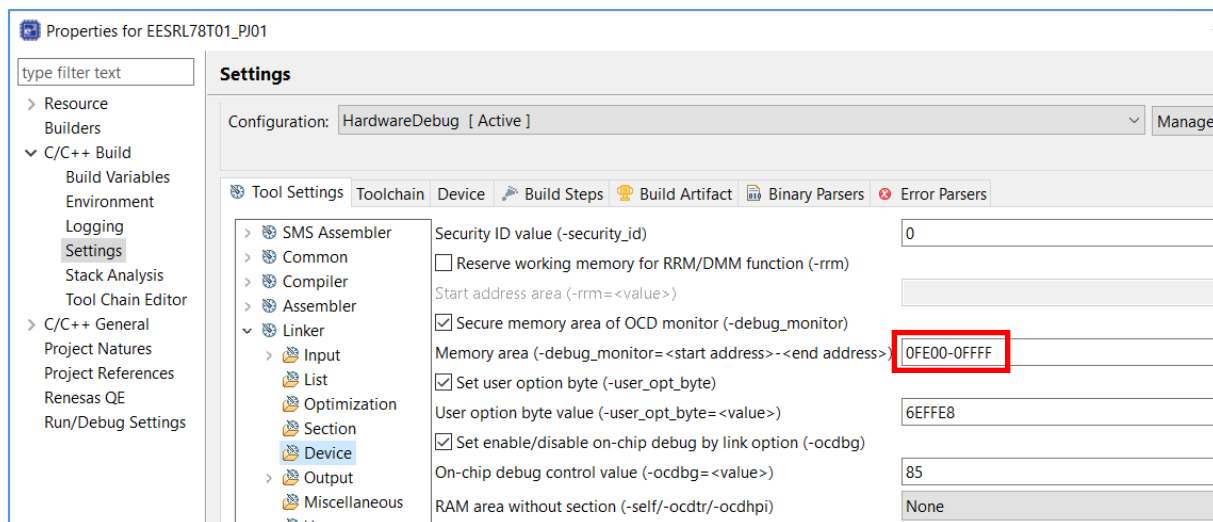 Properties for EESRL78T01_PJ01
type filter text
Resource
Builders
C/C++ Build
Build Variables
Environment
Logging
Settings
Stack Analysis
Tool Chain Editor
C/C++ General
Project Natures
Project References
Renesas QE
Run/Debug Settings
Settings
Configuration: HardwareDebug [ Active ] Manage
Tool Settings Toolchain Device Build Steps Build Artifact Binary Parsers Error Parsers
SMS Assembler
Common
Compiler
Assembler
Linker
Input
List
Optimization
Section
Device
Output
Miscellaneous
Security ID value (-security_id) 0
Reserve working memory for RRM/DMM function (-rrm)
Start address area (-rrm=<value>)
Secure memory area of OCD monitor (-debug_monitor)
Memory area (-debug_monitor=<start address>-<end address>) 0FE00-0FFFF
Set user option byte (-user_opt_byte)
User option byte value (-user_opt_byte=<value>) 6EFFE8
Set enable/disable on-chip debug by link option (-ocdbg)
On-chip debug control value (-ocdbg=<value>) 85
RAM area without section (-self/-ocdtr/-ocdhpi) None